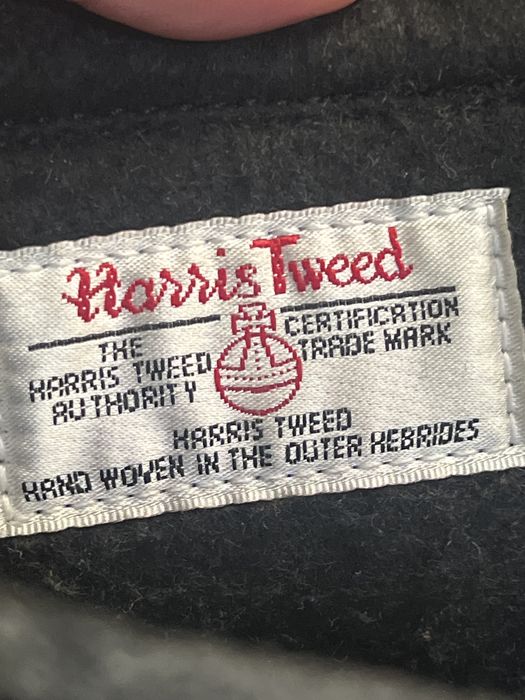 Harris Tweed
THE
HARRIS TWEED
AUTHORITY
CERTIFICATION
TRADE MARK
HARRIS TWEED
HAND WOVEN IN THE OUTER HEBRIDES